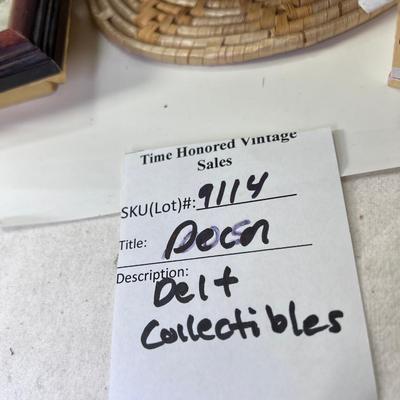 Time Honored Vintage
Sales
SKU(Lot)#: 9114
Title: Decor
Description:
Delt
Collectibles